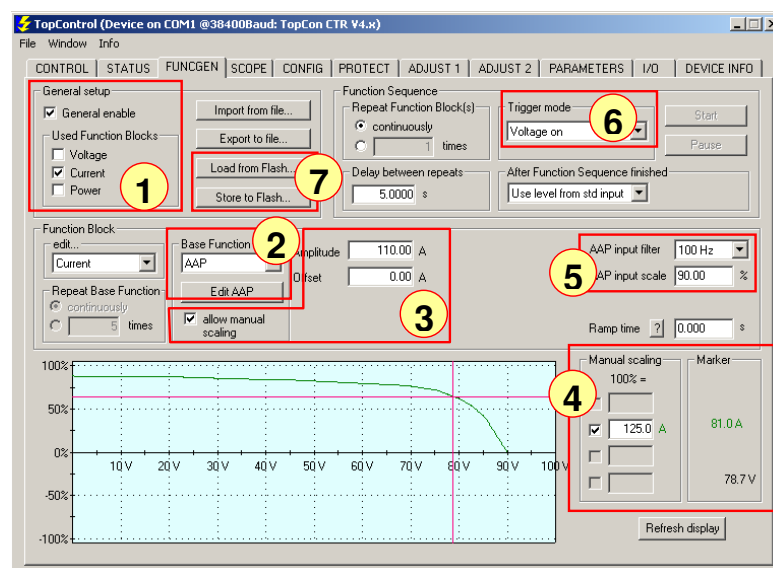 TopControl (Device on COM1 @38400Baud: TopCon CTR V4.x)
File Window Info
CONTROL STATUS FUNCGEN SCOPE CONFIG PROTECT ADJUST 1 ADJUST 2 PARAMETERS I/O DEVICE INFO
General setup
General enable
Used Function Blocks
Voltage
Current
Power
1
Import from file...
Export to file...
Load from Flash...
Store to Flash...
7
Function Sequence
Repeat Function Block(s)
continuously
1 times
Delay between repeats
5.0000 s
Trigger mode
Voltage on
6
After Function Sequence finished
Use level from std input
Start
Pause
Function Block
edit...
Current
Repeat Base Function
continuously
5 times
Base Function
AAP
Edit AAP
2
allow manual
scaling
Amplitude 110.00 A
Offset 0.00 A
3
AAP input filter 100 Hz
AAP input scale 90.00 %
5
Ramp time ? 0.000 s
100%
50%
0%
-50%
-100%
10 V 20 V 30 V 40 V 50 V 60 V 70 V 80 V 90 V 100 V
Manual scaling
100% =
125.0 A
4
Marker
81.0 A
78.7 V
Refresh display